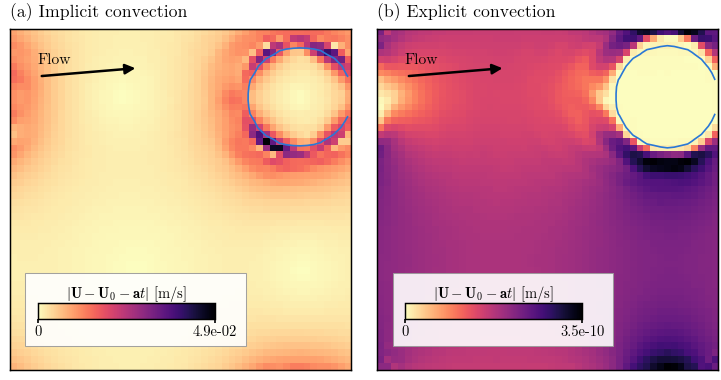 (a) Implicit convection
(b) Explicit convection
Flow
Flow
|U − U₀ − at| [m/s]
0 4.9e-02
|U − U₀ − at| [m/s]
0 3.5e-10